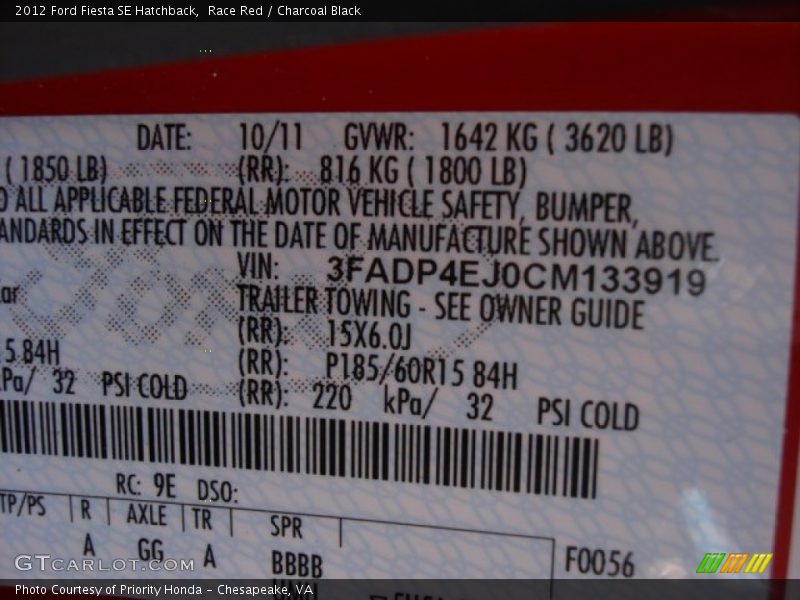 2012 Ford Fiesta SE Hatchback,  Race Red / Charcoal Black
DATE: 10/11 GVWR: 1642 KG ( 3620 LB)
( 1850 LB) (RR): 816 KG ( 1800 LB)
O ALL APPLICABLE FEDERAL MOTOR VEHICLE SAFETY, BUMPER,
ANDARDS IN EFFECT ON THE DATE OF MANUFACTURE SHOWN ABOVE.
VIN: 3FADP4EJ0CM133919
ar TRAILER TOWING - SEE OWNER GUIDE
(RR): 15X6.0J
5 84H (RR): P185/60R15 84H
kPa/ 32 PSI COLD (RR): 220 kPa/ 32 PSI COLD
RC: 9E DSO:
TP/PS R AXLE TR SPR
A GG A BBBB F0056
GTCARLOT.COM
Photo Courtesy of Priority Honda - Chesapeake, VA